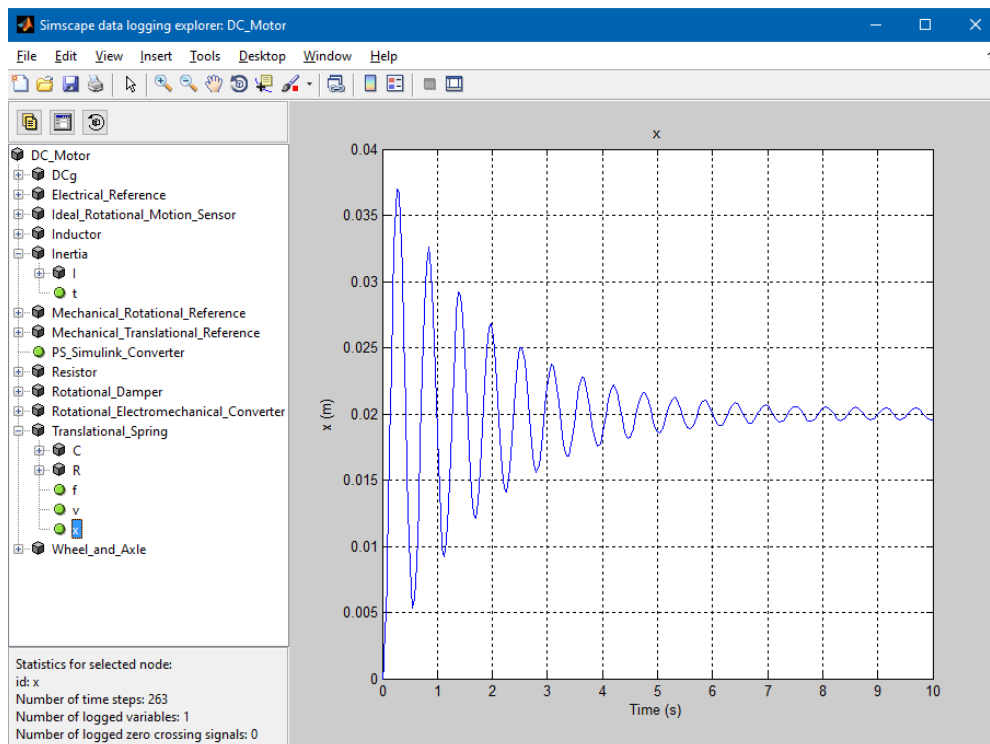 Simscape data logging explorer: DC_Motor
File Edit View Insert Tools Desktop Window Help
DC_Motor
DCg
Electrical_Reference
Ideal_Rotational_Motion_Sensor
Inductor
Inertia
I
t
Mechanical_Rotational_Reference
Mechanical_Translational_Reference
PS_Simulink_Converter
Resistor
Rotational_Damper
Rotational_Electromechanical_Converter
Translational_Spring
C
R
f
v
x
Wheel_and_Axle
Statistics for selected node:
id: x
Number of time steps: 263
Number of logged variables: 1
Number of logged zero crossing signals: 0
x
0.04
0.035
0.03
0.025
0.02
0.015
0.01
0.005
0
x (m)
0 1 2 3 4 5 6 7 8 9 10
Time (s)